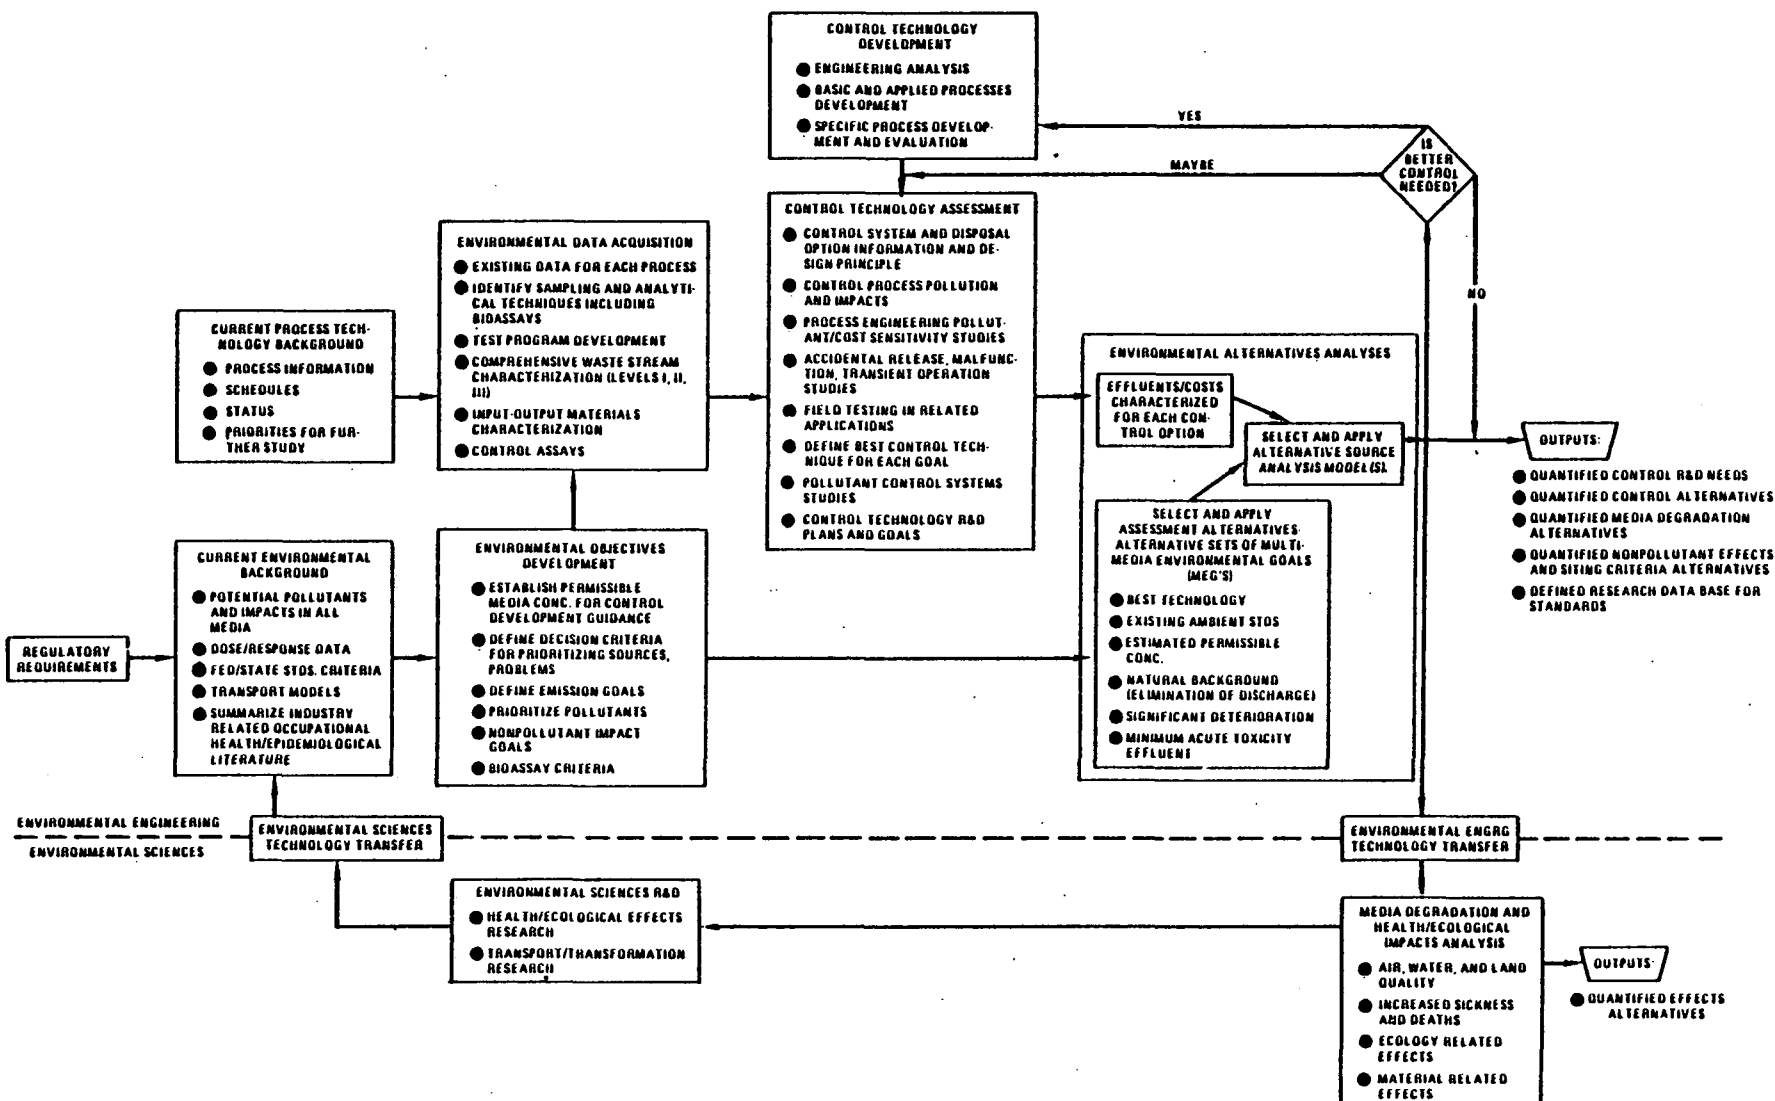 CONTROL TECHNOLOGY
DEVELOPMENT
ENGINEERING ANALYSIS
BASIC AND APPLIED PROCESSES
DEVELOPMENT
SPECIFIC PROCESS DEVELOP-
MENT AND EVALUATION
YES
MAYBE
IS
BETTER
CONTROL
NEEDED?
NO
CONTROL TECHNOLOGY ASSESSMENT
CONTROL SYSTEM AND DISPOSAL
OPTION INFORMATION AND DE-
SIGN PRINCIPLE
CONTROL PROCESS POLLUTION
AND IMPACTS
PROCESS ENGINEERING POLLUT-
ANT/COST SENSITIVITY STUDIES
ACCIDENTAL RELEASE, MALFUNC-
TION, TRANSIENT OPERATION
STUDIES
FIELD TESTING IN RELATED
APPLICATIONS
DEFINE BEST CONTROL TECH-
NIQUE FOR EACH GOAL
POLLUTANT CONTROL SYSTEMS
STUDIES
CONTROL TECHNOLOGY R&D
PLANS AND GOALS
ENVIRONMENTAL DATA ACQUISITION
EXISTING DATA FOR EACH PROCESS
IDENTIFY SAMPLING AND ANALYTI-
CAL TECHNIQUES INCLUDING
BIOASSAYS
TEST PROGRAM DEVELOPMENT
COMPREHENSIVE WASTE STREAM
CHARACTERIZATION (LEVELS I, II,
III)
INPUT-OUTPUT MATERIALS
CHARACTERIZATION
CONTROL ASSAYS
CURRENT PROCESS TECH-
NOLOGY BACKGROUND
PROCESS INFORMATION
SCHEDULES
STATUS
PRIORITIES FOR FUR-
THER STUDY
ENVIRONMENTAL ALTERNATIVES ANALYSES
EFFLUENTS/COSTS
CHARACTERIZED
FOR EACH CON-
TROL OPTION
SELECT AND APPLY
ALTERNATIVE SOURCE
ANALYSIS MODEL (S).
SELECT AND APPLY
ASSESSMENT ALTERNATIVES
ALTERNATIVE SETS OF MULTI-
MEDIA ENVIRONMENTAL GOALS
(MEG'S)
BEST TECHNOLOGY
EXISTING AMBIENT STDS
ESTIMATED PERMISSIBLE
CONC.
NATURAL BACKGROUND
(ELIMINATION OF DISCHARGE)
SIGNIFICANT DETERIORATION
MINIMUM ACUTE TOXICITY
EFFLUENT
OUTPUTS:
QUANTIFIED CONTROL R&D NEEDS
QUANTIFIED CONTROL ALTERNATIVES
QUANTIFIED MEDIA DEGRADATION
ALTERNATIVES
QUANTIFIED NONPOLLUTANT EFFECTS
AND SITING CRITERIA ALTERNATIVES
DEFINED RESEARCH DATA BASE FOR
STANDARDS
REGULATORY
REQUIREMENTS
CURRENT ENVIRONMENTAL
BACKGROUND
POTENTIAL POLLUTANTS
AND IMPACTS IN ALL
MEDIA
DOSE/RESPONSE DATA
FED/STATE STDS. CRITERIA
TRANSPORT MODELS
SUMMARIZE INDUSTRY
RELATED OCCUPATIONAL
HEALTH/EPIDEMIOLOGICAL
LITERATURE
ENVIRONMENTAL OBJECTIVES
DEVELOPMENT
ESTABLISH PERMISSIBLE
MEDIA CONC. FOR CONTROL
DEVELOPMENT GUIDANCE
DEFINE DECISION CRITERIA
FOR PRIORITIZING SOURCES,
PROBLEMS
DEFINE EMISSION GOALS
PRIORITIZE POLLUTANTS
NONPOLLUTANT IMPACT
GOALS
BIOASSAY CRITERIA
ENVIRONMENTAL ENGINEERING
ENVIRONMENTAL SCIENCES
ENVIRONMENTAL SCIENCES
TECHNOLOGY TRANSFER
ENVIRONMENTAL ENGRG
TECHNOLOGY TRANSFER
ENVIRONMENTAL SCIENCES R&D
HEALTH/ECOLOGICAL EFFECTS
RESEARCH
TRANSPORT/TRANSFORMATION
RESEARCH
MEDIA DEGRADATION AND
HEALTH/ECOLOGICAL
IMPACTS ANALYSIS
AIR, WATER, AND LAND
QUALITY
INCREASED SICKNESS
AND DEATHS
ECOLOGY RELATED
EFFECTS
MATERIAL RELATED
EFFECTS
OUTPUTS:
QUANTIFIED EFFECTS
ALTERNATIVES